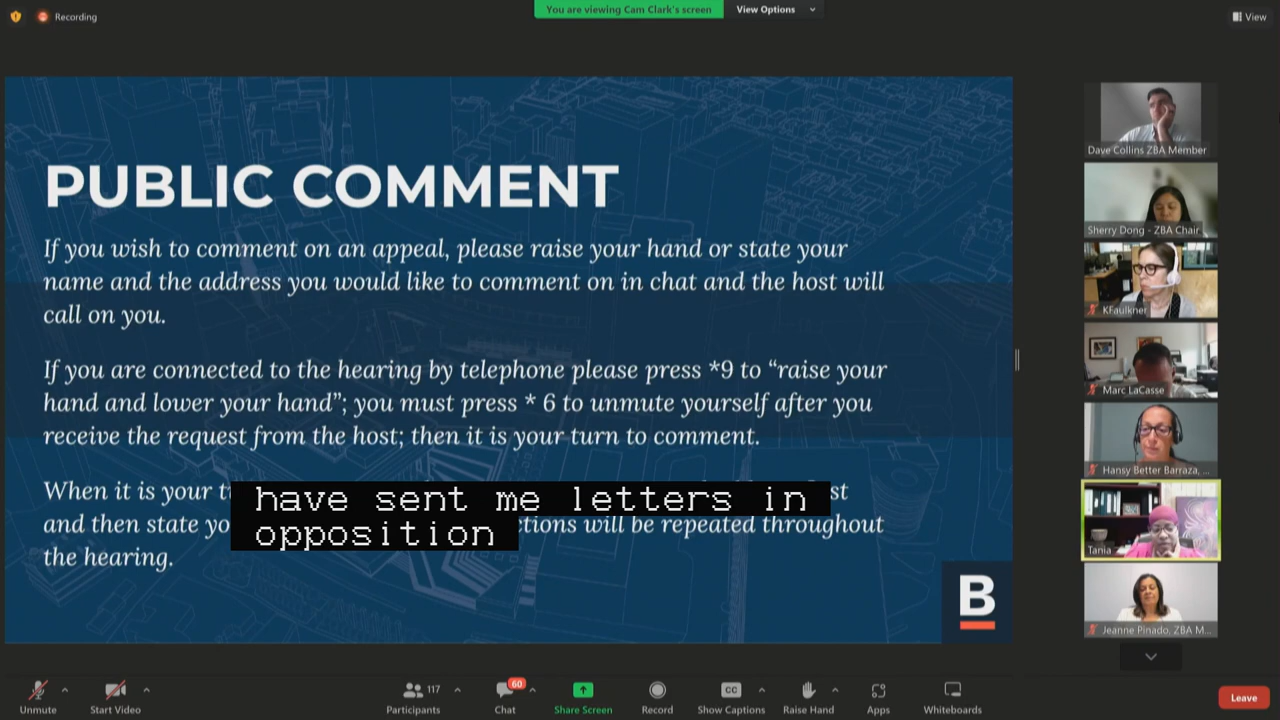 Recording
You are viewing Cam Clark's screen
View Options
View
PUBLIC COMMENT
If you wish to comment on an appeal, please raise your hand or state your
name and the address you would like to comment on in chat and the host will
call on you.
If you are connected to the hearing by telephone please press *9 to “raise your
hand and lower your hand”; you must press * 6 to unmute yourself after you
receive the request from the host; then it is your turn to comment.
When it is your
and then state will be repeated throughout
the hearing.
have sent me letters in
opposition
B
Dave Collins ZBA Member
Sherry Dong - ZBA Chair
KFaulkner
Marc LaCasse
Hansy Better Barraza, ...
Tania
Jeanne Pinado, ZBA M...
Unmute
Start Video
117
Participants
60
Chat
Share Screen
Record
CC
Show Captions
Raise Hand
Apps
Whiteboards
Leave